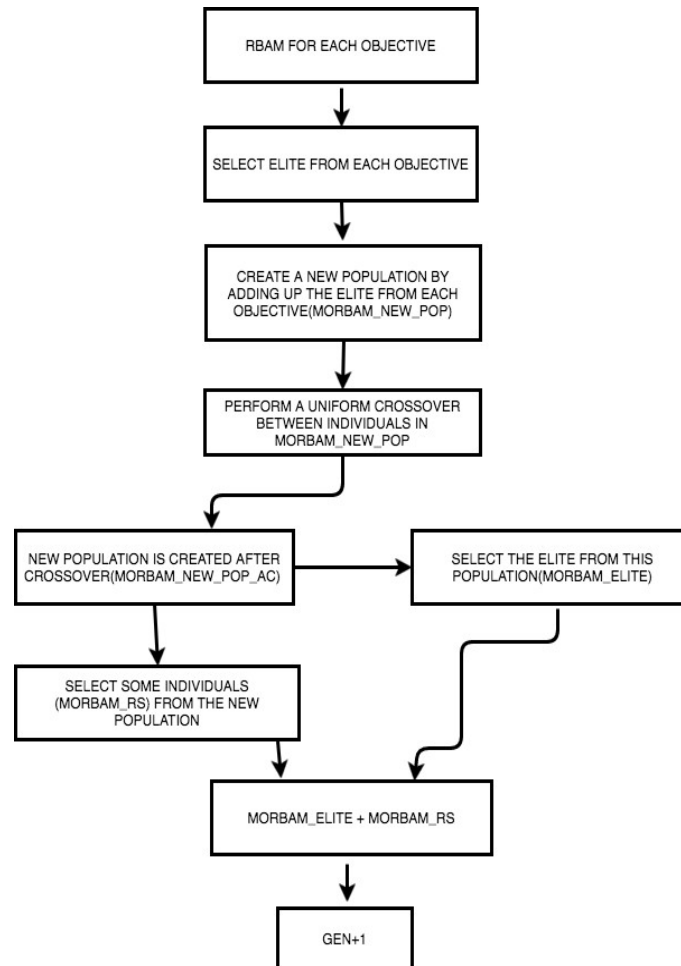 RBAM FOR EACH OBJECTIVE
SELECT ELITE FROM EACH OBJECTIVE
CREATE A NEW POPULATION BY
ADDING UP THE ELITE FROM EACH
OBJECTIVE(MORBAM_NEW_POP)
PERFORM A UNIFORM CROSSOVER
BETWEEN INDIVIDUALS IN
MORBAM_NEW_POP
NEW POPULATION IS CREATED AFTER
CROSSOVER(MORBAM_NEW_POP_AC)
SELECT THE ELITE FROM THIS
POPULATION(MORBAM_ELITE)
SELECT SOME INDIVIDUALS
(MORBAM_RS) FROM THE NEW
POPULATION
MORBAM_ELITE + MORBAM_RS
GEN+1